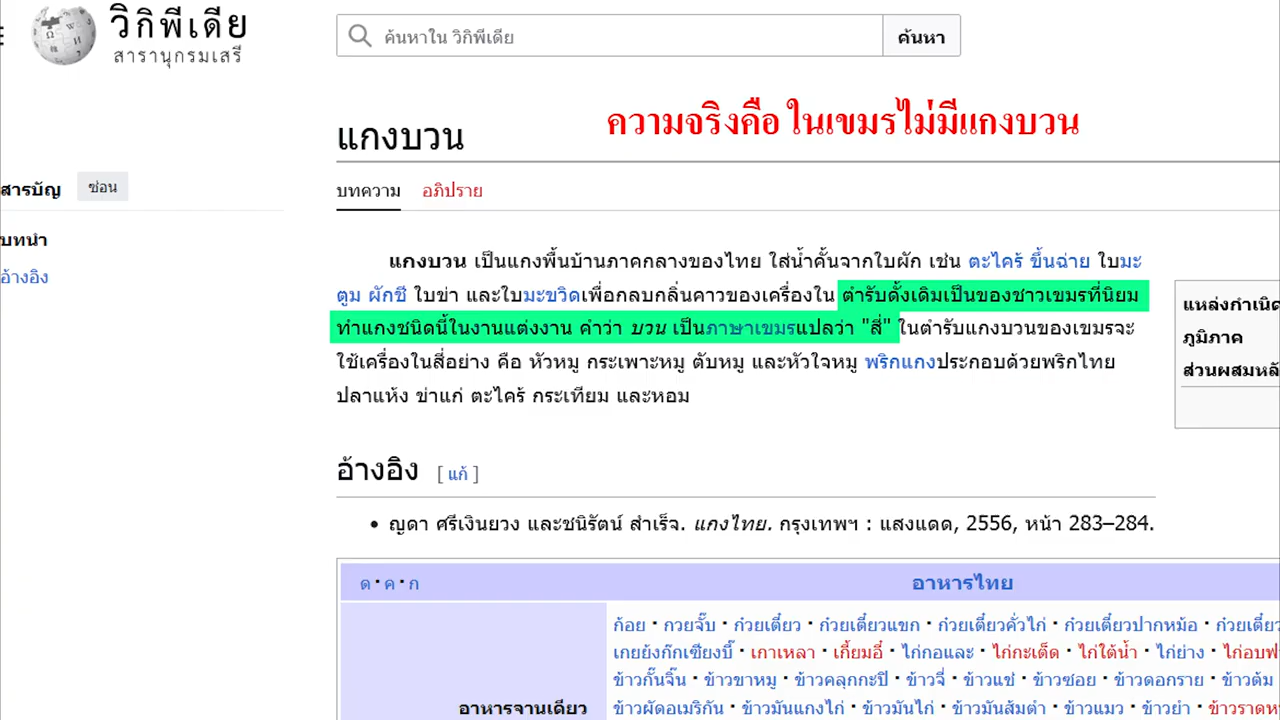 วิกิพีเดีย
สารานุกรมเสรี
ค้นหาใน วิกิพีเดีย
ค้นหา
ความจริงคือ ในเขมรไม่มีแกงบวน
แกงบวน
สารบัญ ซ่อน
บทความ อภิปราย
บทนำ
อ้างอิง
แกงบวน เป็นแกงพื้นบ้านภาคกลางของไทย ใส่น้ำคั้นจากใบผัก เช่น ตะไคร้ ขึ้นฉ่าย ใบมะ
ตูม ผักชี ใบข่า และใบมะขวิดเพื่อกลบกลิ่นคาวของเครื่องใน ตำรับดั้งเดิมเป็นของชาวเขมรที่นิยม
ทำแกงชนิดนี้ในงานแต่งงาน คำว่า บวน เป็นภาษาเขมรแปลว่า "สี่" ในตำรับแกงบวนของเขมรจะ
ใช้เครื่องในสี่อย่าง คือ หัวหมู กระเพาะหมู ตับหมู และหัวใจหมู พริกแกงประกอบด้วยพริกไทย
ปลาแห้ง ข่าแก่ ตะไคร้ กระเทียม และหอม
แหล่งกำเนิด
ภูมิภาค
ส่วนผสมหลั
อ้างอิง [ แก้ ]
• ญดา ศรีเงินยวง และชนิรัตน์ สำเร็จ. แกงไทย. กรุงเทพฯ : แสงแดด, 2556, หน้า 283–284.
ด · ค · ก
อาหารไทย
อาหารจานเดียว
ก้อย · กวยจั๊บ · ก๋วยเตี๋ยว · ก๋วยเตี๋ยวแขก · ก๋วยเตี๋ยวคั่วไก่ · ก๋วยเตี๋ยวปากหม้อ · ก๋วยเตี๋ยว
เกยย้งก๊กเซียงบี้ · เกาเหลา · เกี้ยมอี๋ · ไก่กอและ · ไก่กะเต็ด · ไก่ใต้น้ำ · ไก่ย่าง · ไก่อบฟ
ข้าวกั๊นจิ๊น · ข้าวขาหมู · ข้าวคลุกกะปิ · ข้าวจี่ · ข้าวแช่ · ข้าวซอย · ข้าวดอกราย · ข้าวต้ม
ข้าวผัดอเมริกัน · ข้าวมันแกงไก่ · ข้าวมันไก่ · ข้าวมันส้มตำ · ข้าวแมว · ข้าวยำ · ข้าวราดห